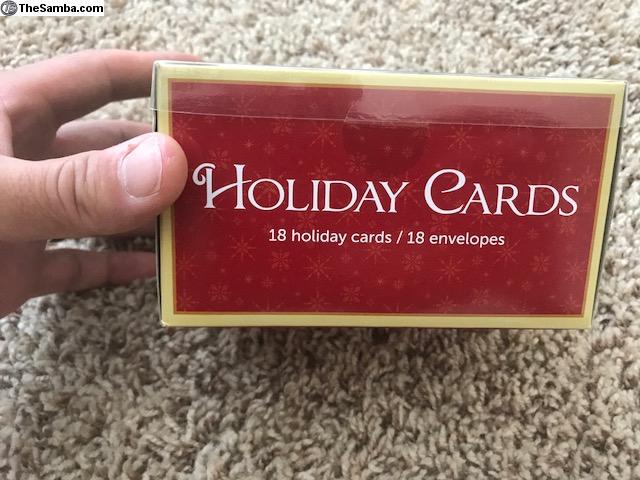 TheSamba.com
HOLIDAY CARDS
18 holiday cards / 18 envelopes